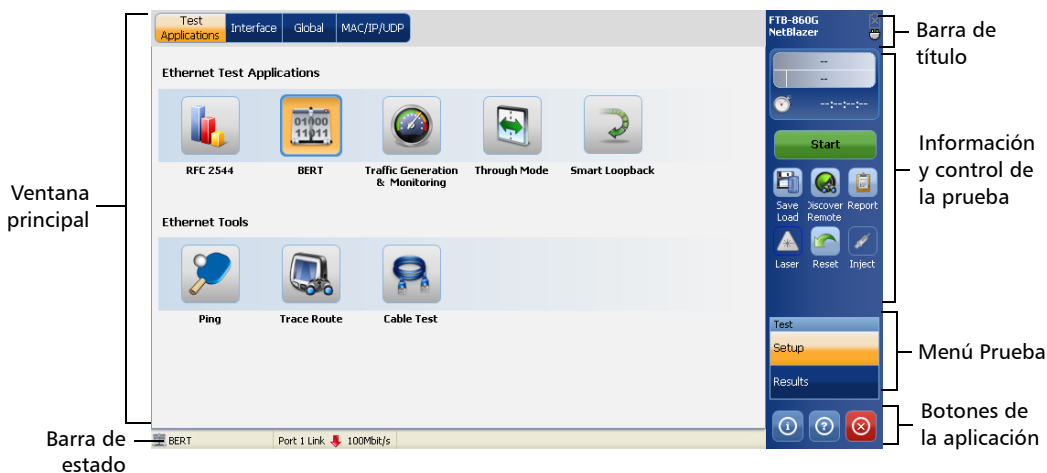 Test
Applications
Interface
Global
MAC/IP/UDP
FTB-860G
NetBlazer
Barra de
título
Ethernet Test Applications
--
--
--:--:--
01000
11011
RFC 2544
BERT
Traffic Generation
& Monitoring
Through Mode
Smart Loopback
Start
Información
y control de
la prueba
Save
Load
Discover
Remote
Report
Laser
Reset
Inject
Ventana
principal
Ethernet Tools
Ping
Trace Route
Cable Test
Test
Setup
Results
Menú Prueba
Botones de
la aplicación
Barra de
estado
BERT
Port 1 Link
100Mbit/s